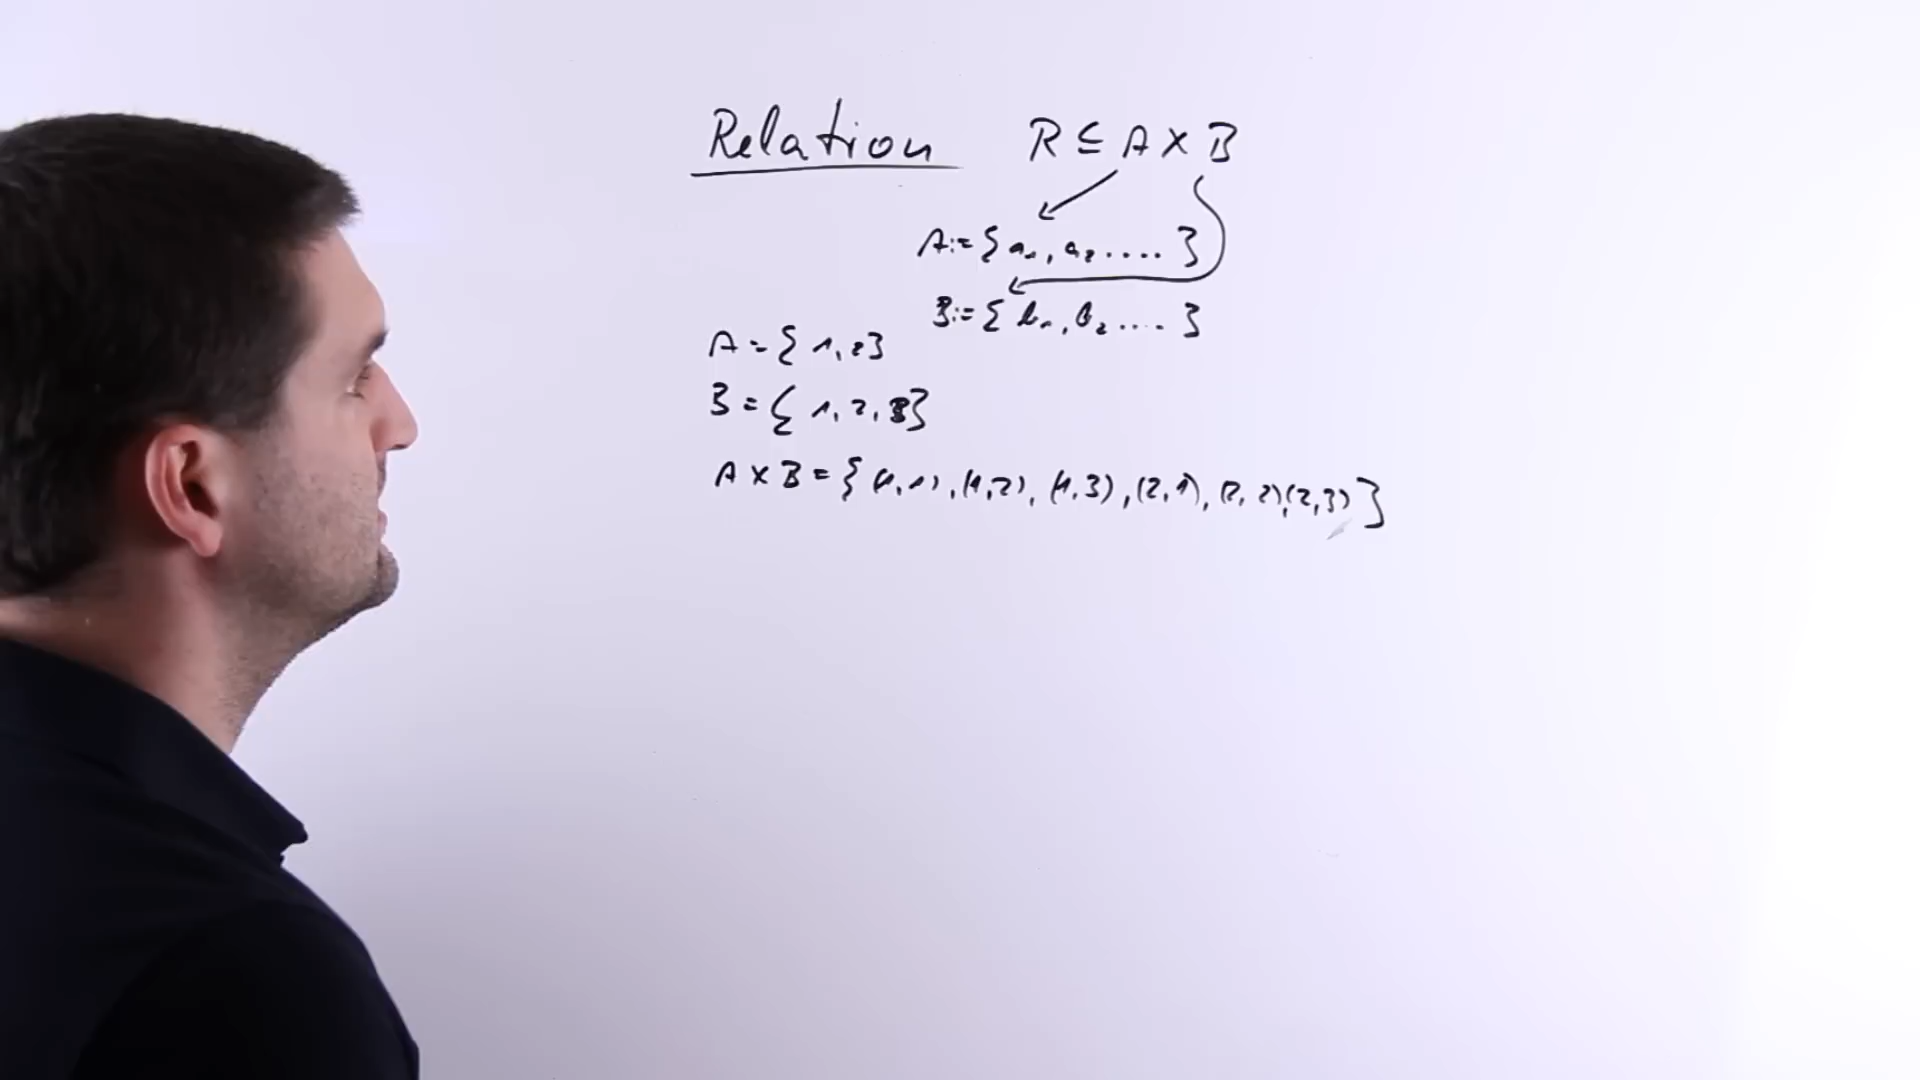 Relation R ⊆ A × B
A:= { a₁, a₂ .... }
B:= { b₁, b₂ .... }
A = { 1, 2 }
B = { 1, 2, 3 }
A × B = { (1,1), (1,2), (1,3), (2,1), (2,2), (2,3) }